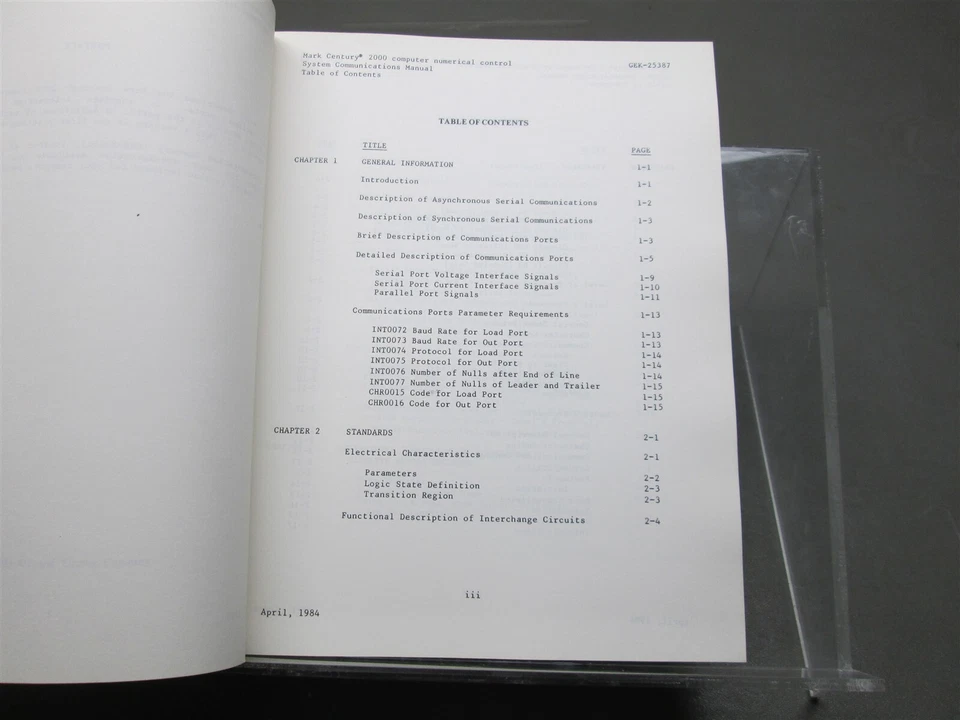 Mark Century® 2000 computer numerical control GEK-25387
System Communications Manual
Table of Contents
TABLE OF CONTENTS
TITLE PAGE
CHAPTER 1 GENERAL INFORMATION 1-1
Introduction 1-1
Description of Asynchronous Serial Communications 1-2
Description of Synchronous Serial Communications 1-3
Brief Description of Communications Ports 1-3
Detailed Description of Communications Ports 1-5
Serial Port Voltage Interface Signals 1-9
Serial Port Current Interface Signals 1-10
Parallel Port Signals 1-11
Communications Ports Parameter Requirements 1-13
INT0072 Baud Rate for Load Port 1-13
INT0073 Baud Rate for Out Port 1-13
INT0074 Protocol for Load Port 1-14
INT0075 Protocol for Out Port 1-14
INT0076 Number of Nulls after End of Line 1-14
INT0077 Number of Nulls of Leader and Trailer 1-15
CHR0015 Code for Load Port 1-15
CHR0016 Code for Out Port 1-15
CHAPTER 2 STANDARDS 2-1
Electrical Characteristics 2-1
Parameters 2-2
Logic State Definition 2-3
Transition Region 2-3
Functional Description of Interchange Circuits 2-4
iii
April, 1984